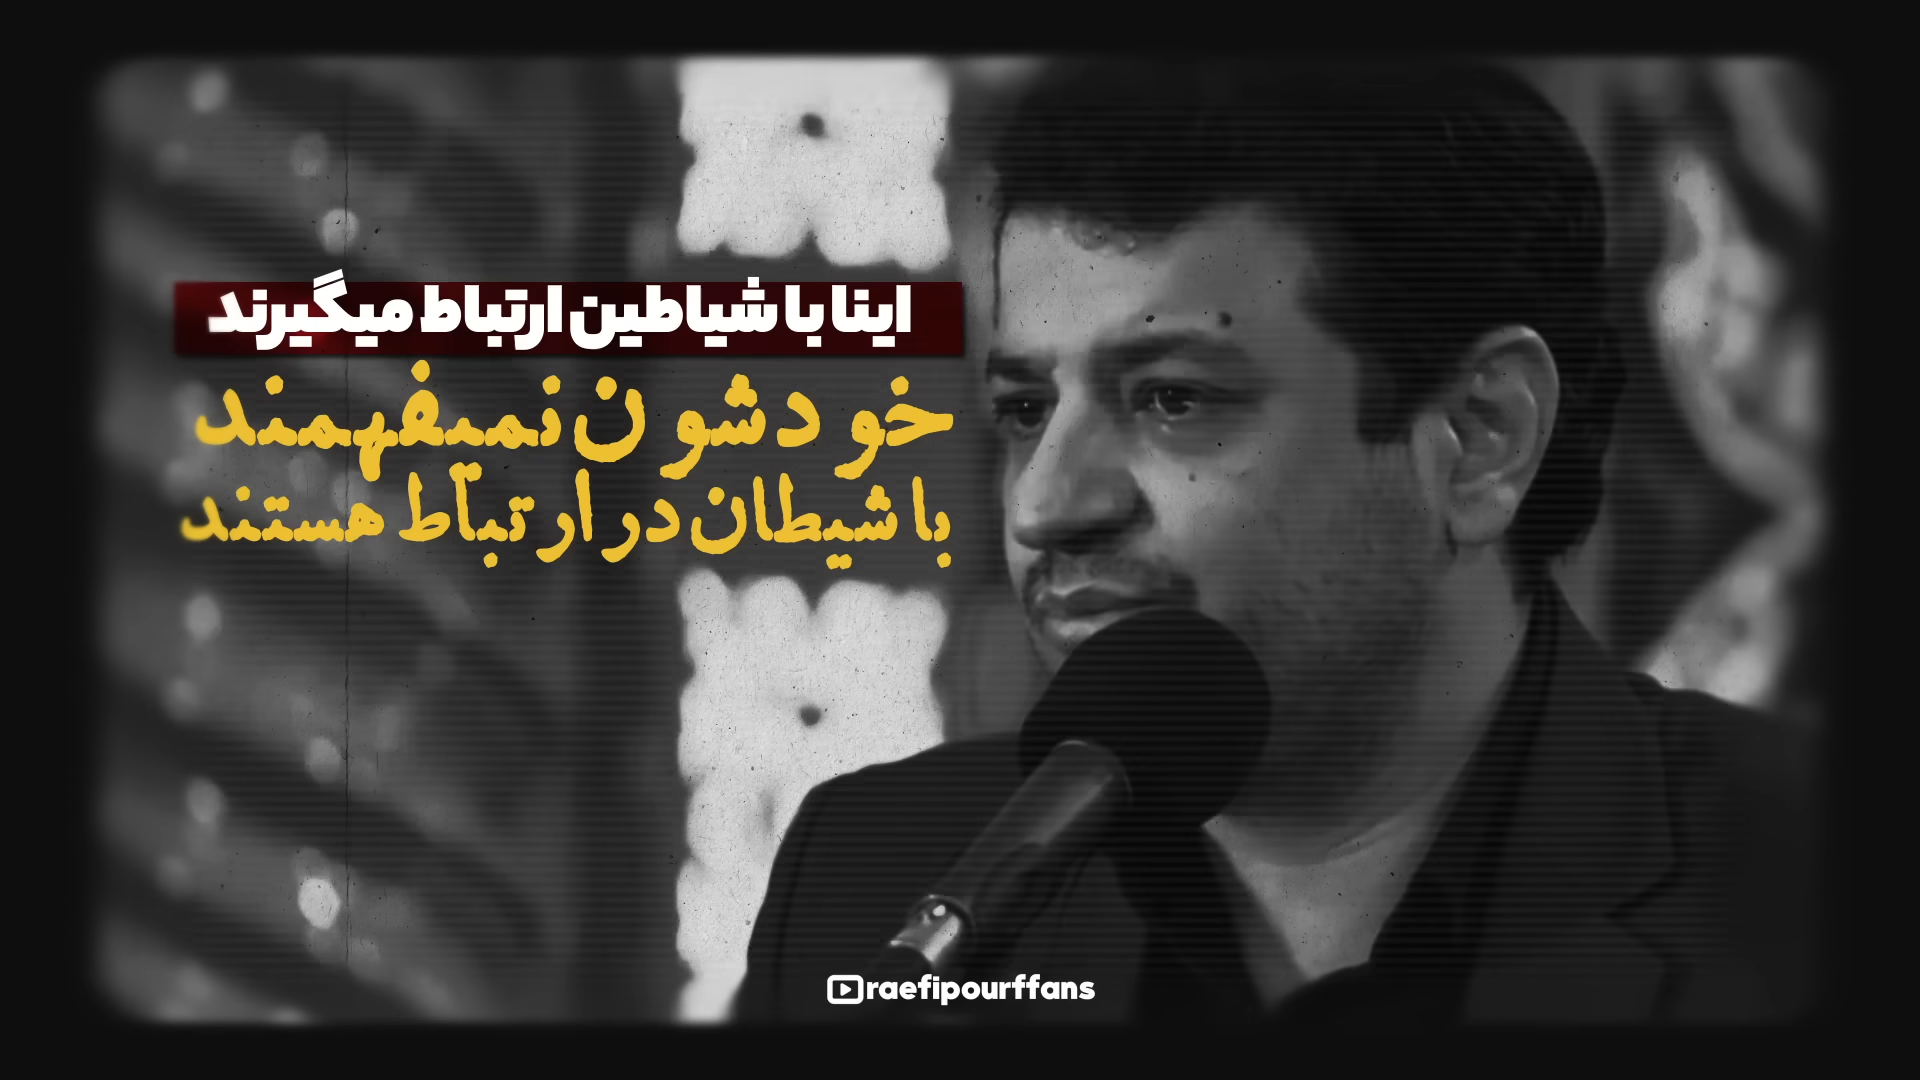 اینا با شیاطین ارتباط میگیرند
خودشون نمیفهمند
با شیطان در ارتباط هستند
raefipourffans